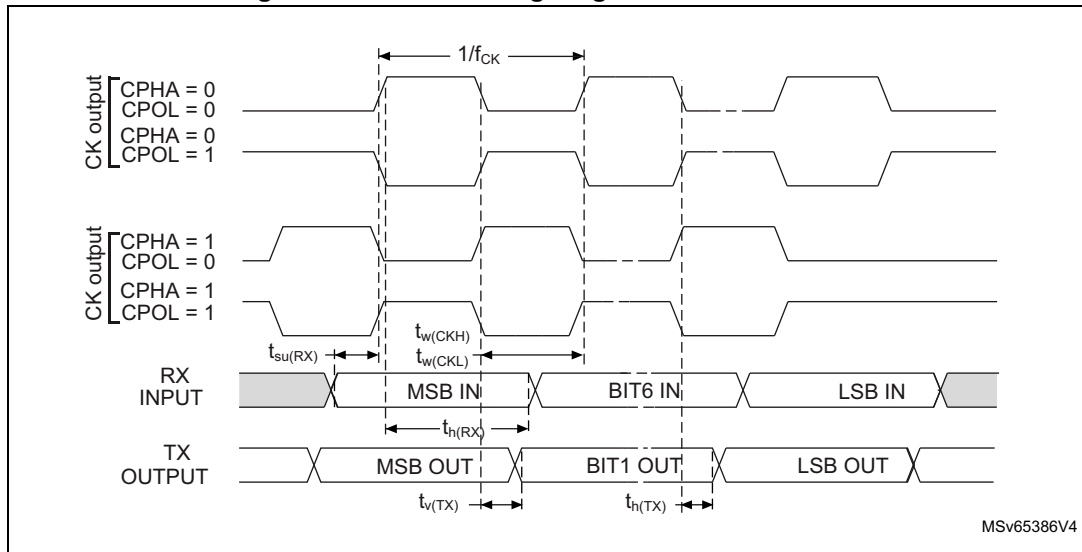 1/fCK
CK output
CPHA = 0
CPOL = 0
CPHA = 0
CPOL = 1
CK output
CPHA = 1
CPOL = 0
CPHA = 1
CPOL = 1
tw(CKH)
tw(CKL)
tsu(RX)
RX
INPUT
MSB IN
BIT6 IN
LSB IN
th(RX)
TX
OUTPUT
MSB OUT
BIT1 OUT
LSB OUT
tv(TX)
th(TX)
MSv65386V4